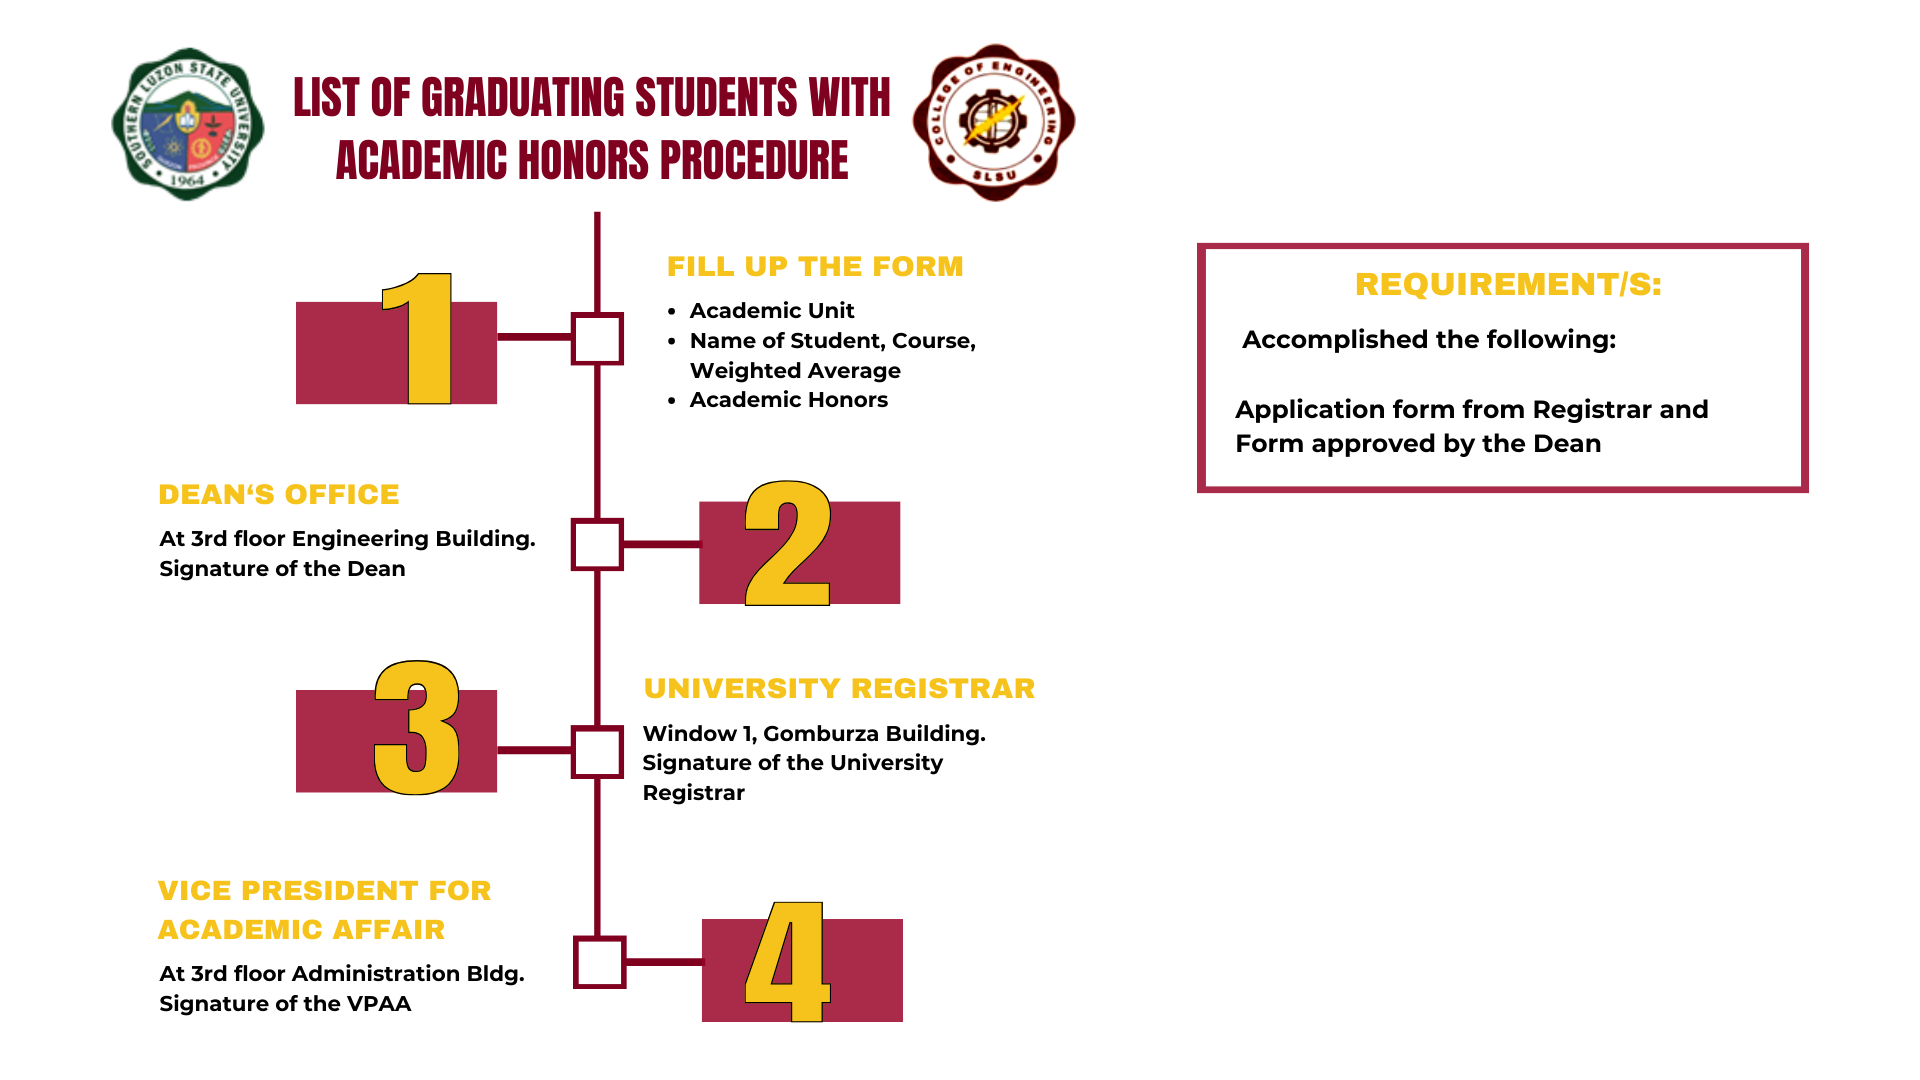 SOUTHERN LUZON STATE UNIVERSITY
1964
LIST OF GRADUATING STUDENTS WITH
ACADEMIC HONORS PROCEDURE
COLLEGE OF ENGINEERING
SLSU
1
FILL UP THE FORM
• Academic Unit
• Name of Student, Course,
Weighted Average
• Academic Honors
DEAN‘S OFFICE
At 3rd floor Engineering Building.
Signature of the Dean
2
3
UNIVERSITY REGISTRAR
Window 1, Gomburza Building.
Signature of the University
Registrar
VICE PRESIDENT FOR
ACADEMIC AFFAIR
At 3rd floor Administration Bldg.
Signature of the VPAA
4
REQUIREMENT/S:
Accomplished the following:
Application form from Registrar and
Form approved by the Dean